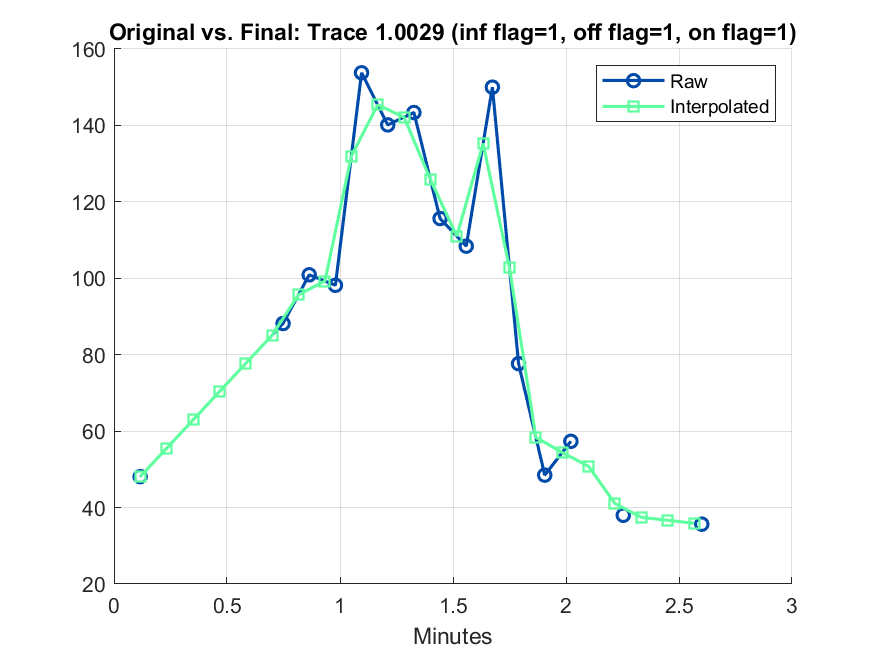 Original vs. Final: Trace 1.0029 (inf flag=1, off flag=1, on flag=1)
160
140
120
100
80
60
40
20
0 0.5 1 1.5 2 2.5 3
Minutes
Raw
Interpolated